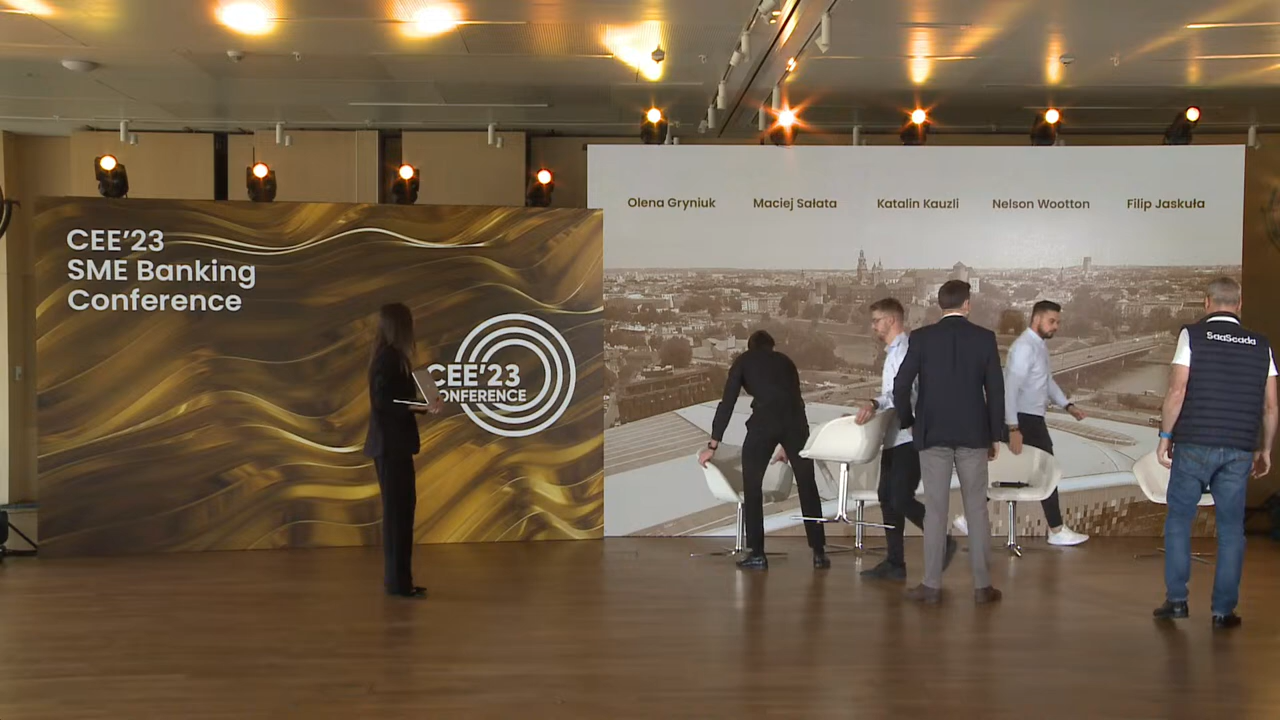 CEE'23
SME Banking
Conference
CEE'23
CONFERENCE
Olena Gryniuk
Maciej Sałata
Katalin Kauzli
Nelson Wootton
Filip Jaskuła
SaaScada